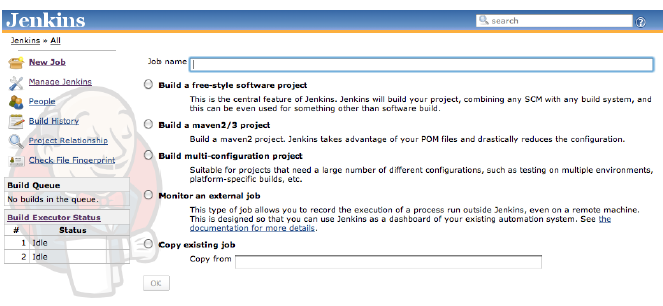 Jenkins
search
Jenkins » All
New Job
Manage Jenkins
People
Build History
Project Relationship
Check File Fingerprint
Build Queue
No builds in the queue.
Build Executor Status
# Status
1 Idle
2 Idle
Job name
Build a free-style software project
This is the central feature of Jenkins. Jenkins will build your project, combining any SCM with any build system, and
this can be even used for something other than software build.
Build a maven2/3 project
Build a maven2 project. Jenkins takes advantage of your POM files and drastically reduces the configuration.
Build multi-configuration project
Suitable for projects that need a large number of different configurations, such as testing on multiple environments,
platform-specific builds, etc.
Monitor an external job
This type of job allows you to record the execution of a process run outside Jenkins, even on a remote machine.
This is designed so that you can use Jenkins as a dashboard of your existing automation system. See the
documentation for more details.
Copy existing job
Copy from
OK